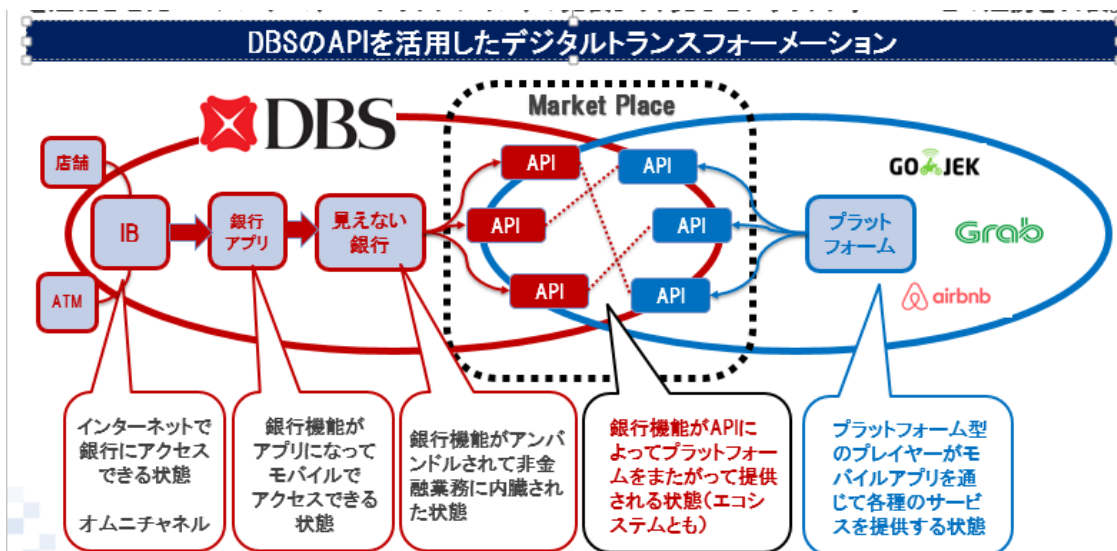 DBSのAPIを活用したデジタルトランスフォーメーション
DBS
Market Place
店舗
IB
ATM
銀行
アプリ
見えない
銀行
API
API
API
API
API
API
プラット
フォーム
GOJEK
Grab
airbnb
インターネットで
銀行にアクセス
できる状態
オムニチャネル
銀行機能が
アプリになって
モバイルで
アクセスできる
状態
銀行機能がアンバ
ンドルされて非金
融業務に内臓され
た状態
銀行機能がAPIに
よってプラットフォー
ムをまたがって提供
される状態(エコシ
ステムとも)
プラットフォーム型
のプレイヤーがモ
バイルアプリを通
じて各種のサービ
スを提供する状態